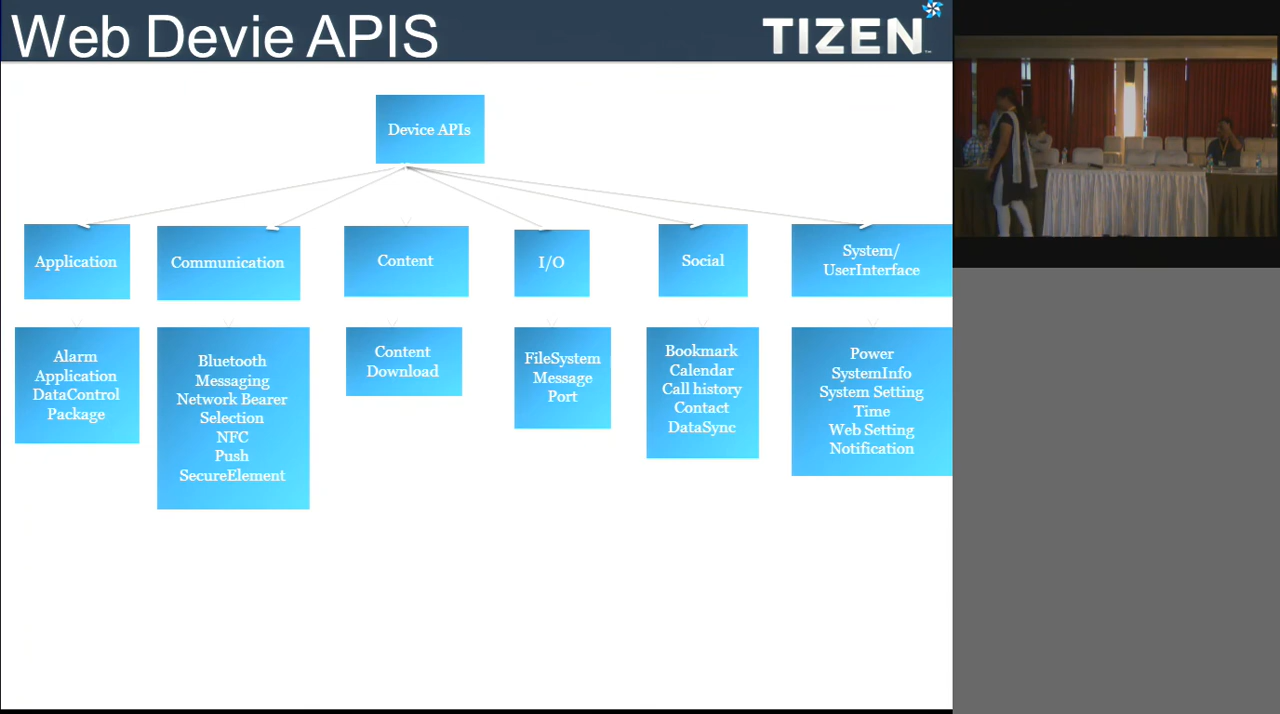 Web Devie APIS
TIZEN
Device APIs
Application
Communication
Content
I/O
Social
System/
UserInterface
Alarm
Application
DataControl
Package
Bluetooth
Messaging
Network Bearer
Selection
NFC
Push
SecureElement
Content
Download
FileSystem
Message
Port
Bookmark
Calendar
Call history
Contact
DataSync
Power
SystemInfo
System Setting
Time
Web Setting
Notification